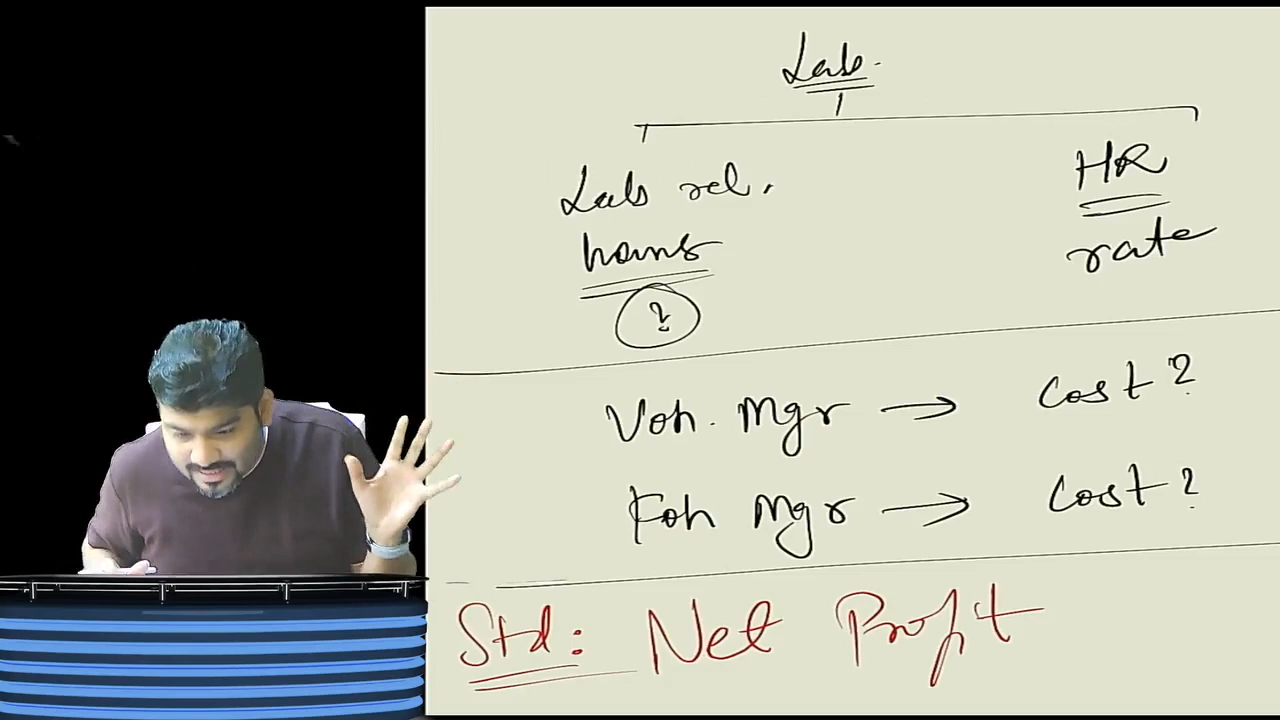 Lab.
Lab rel. HR
hours rate
?
Voh. Mgr → Cost?
Foh Mgr → Cost?
Std: Net Profit